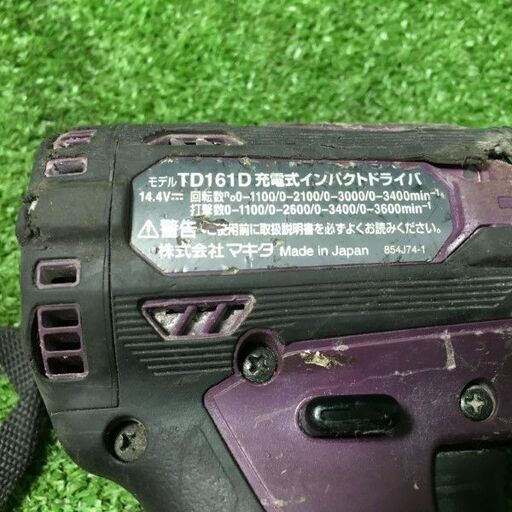 モデル TD161D 充電式インパクトドライバ
14.4V⎓ 回転数n₀0-1100/0-2100/0-3000/0-3400min⁻¹
打撃数0-1100/0-2600/0-3400/0-3600min⁻¹
⚠警告 ご使用前に取扱説明書を必ずよくお読みください。
株式会社 マキタ Made in Japan 854J74-1